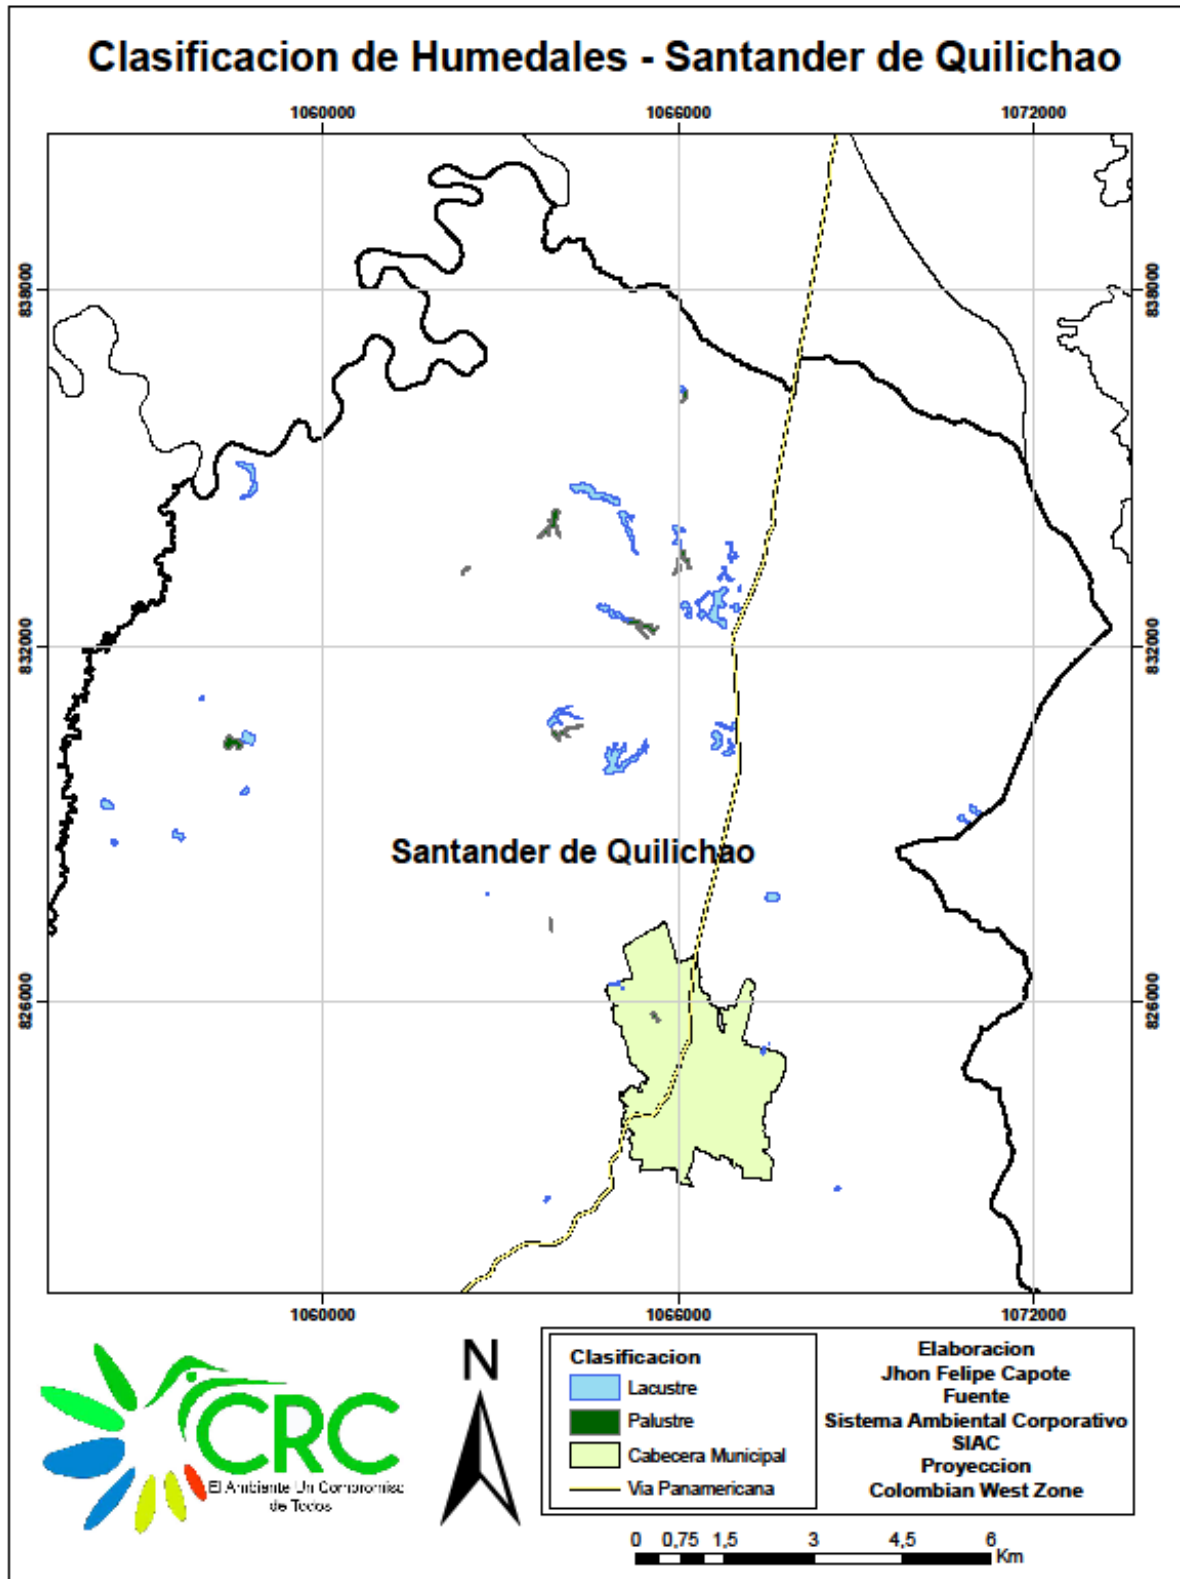 Clasificacion de Humedales - Santander de Quilichao
1060000 1066000 1072000
838000 838000
832000 832000
Santander de Quilichao
826000 826000
1060000 1066000 1072000
CRC
El Ambiente Un Compromiso
de Todos
N
Clasificacion
Lacustre
Palustre
Cabecera Municipal
Via Panamericana
Elaboracion
Jhon Felipe Capote
Fuente
Sistema Ambiental Corporativo
SIAC
Proyeccion
Colombian West Zone
0 0,75 1,5 3 4,5 6
Km